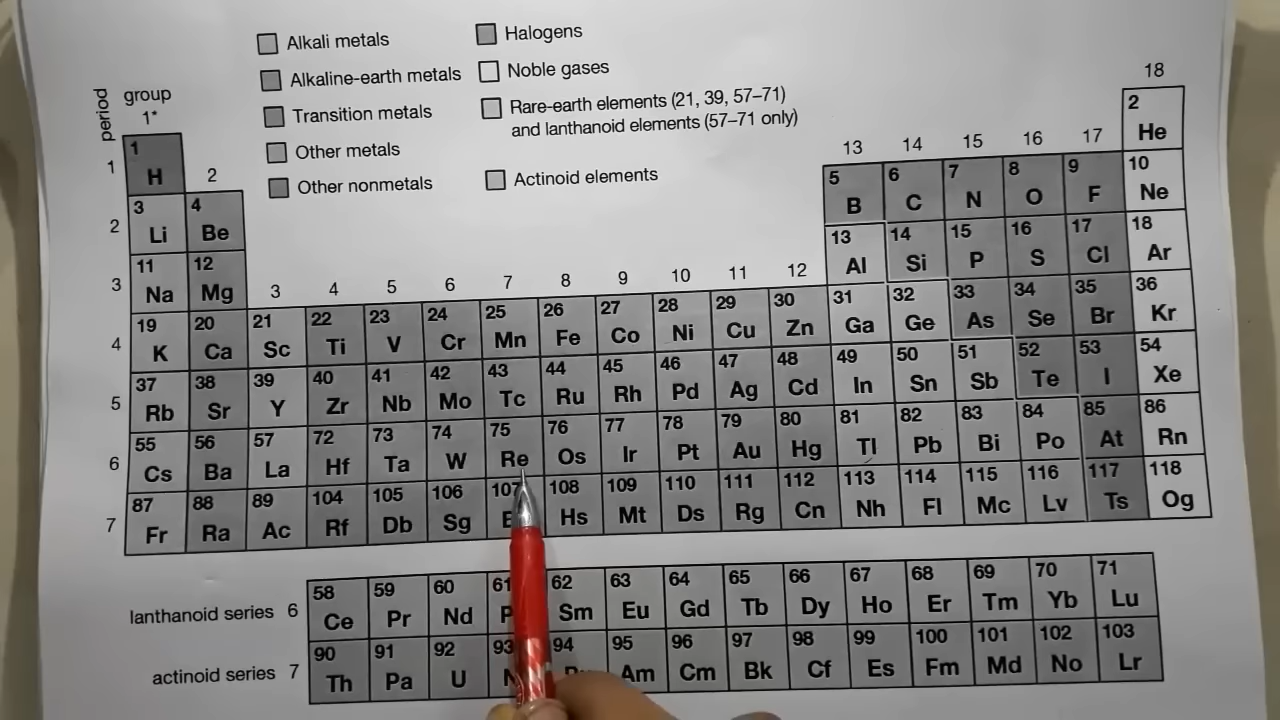 Alkali metals
Alkaline-earth metals
Transition metals
Other metals
Other nonmetals
Halogens
Noble gases
Rare-earth elements (21, 39, 57–71)
and lanthanoid elements (57–71 only)
Actinoid elements
period
group
1* 2 3 4 5 6 7 8 9 10 11 12 13 14 15 16 17 18
1 1 2
H He
2 3 4 5 6 7 8 9 10
Li Be B C N O F Ne
3 11 12 13 14 15 16 17 18
Na Mg Al Si P S Cl Ar
4 19 20 21 22 23 24 25 26 27 28 29 30 31 32 33 34 35 36
K Ca Sc Ti V Cr Mn Fe Co Ni Cu Zn Ga Ge As Se Br Kr
5 37 38 39 40 41 42 43 44 45 46 47 48 49 50 51 52 53 54
Rb Sr Y Zr Nb Mo Tc Ru Rh Pd Ag Cd In Sn Sb Te I Xe
6 55 56 57 72 73 74 75 76 77 78 79 80 81 82 83 84 85 86
Cs Ba La Hf Ta W Re Os Ir Pt Au Hg Tl Pb Bi Po At Rn
7 87 88 89 104 105 106 107 108 109 110 111 112 113 114 115 116 117 118
Fr Ra Ac Rf Db Sg Hs Mt Ds Rg Cn Nh Fl Mc Lv Ts Og
lanthanoid series 6 58 59 60 61 62 63 64 65 66 67 68 69 70 71
Ce Pr Nd Sm Eu Gd Tb Dy Ho Er Tm Yb Lu
actinoid series 7 90 91 92 93 94 95 96 97 98 99 100 101 102 103
Th Pa U Am Cm Bk Cf Es Fm Md No Lr